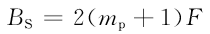 B_S = 2(m_p + 1)F